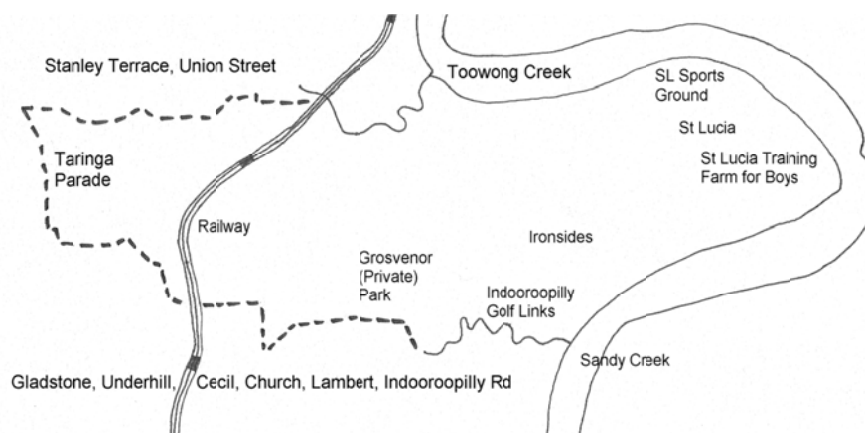 Stanley Terrace, Union Street
Toowong Creek
SL Sports
Ground
St Lucia
St Lucia Training
Farm for Boys
Taringa
Parade
Railway
Ironsides
Grosvenor
(Private)
Park
Indooroopilly
Golf Links
Sandy Creek
Gladstone, Underhill, Cecil, Church, Lambert, Indooroopilly Rd